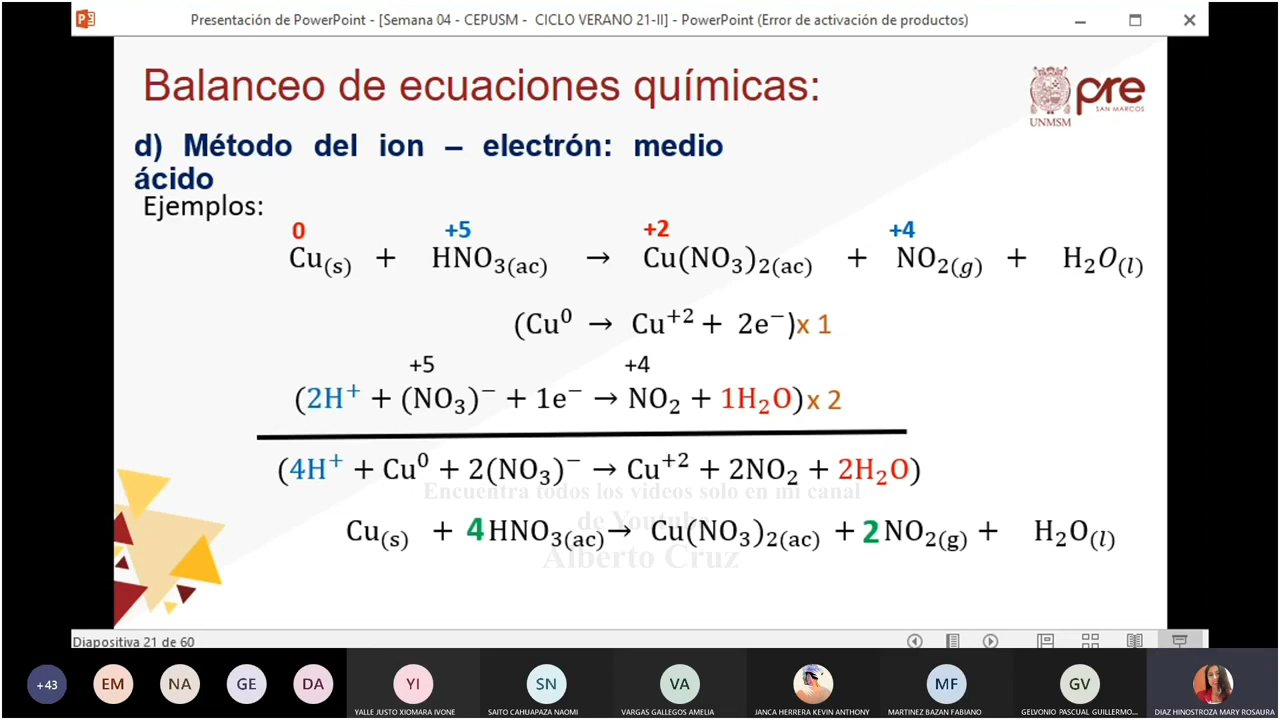 Presentación de PowerPoint - [Semana 04 - CEPUSM - CICLO VERANO 21-II] - PowerPoint (Error de activación de productos)
Balanceo de ecuaciones químicas:
UNMSM
pre
SAN MARCOS
d) Método del ion – electrón: medio
ácido
Ejemplos:
0 +5 +2 +4
Cu(s) + HNO₃(ac) → Cu(NO₃)₂(ac) + NO₂(g) + H₂O(l)
(Cu⁰ → Cu⁺² + 2e⁻)x 1
+5 +4
(2H⁺ + (NO₃)⁻ + 1e⁻ → NO₂ + 1H₂O)x 2
(4H⁺ + Cu⁰ + 2(NO₃)⁻ → Cu⁺² + 2NO₂ + 2H₂O)
Encuentra todos los videos solo en mi canal
de Youtube
Cu(s) + 4HNO₃(ac)→ Cu(NO₃)₂(ac) + 2NO₂(g) + H₂O(l)
Alberto Cruz
Diapositiva 21 de 60
+43 EM NA GE DA YI SN VA MF GV
YALLE JUSTO XIOMARA IVONE
SAITO CAHUAPAZA NAOMI
VARGAS GALLEGOS AMELIA
JANCA HERRERA KEVIN ANTHONY
MARTINEZ BAZAN FABIANO
GELVONIO PASCUAL GUILLERMO...
DIAZ HINOSTROZA MARY ROSAURA